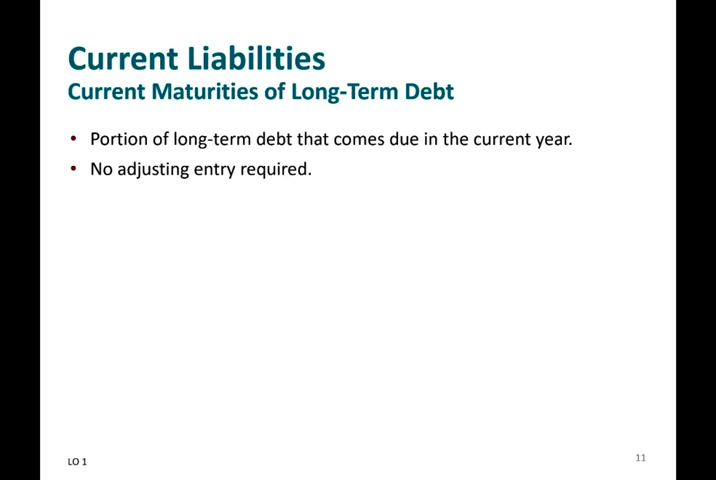 Current Liabilities
Current Maturities of Long-Term Debt
• Portion of long-term debt that comes due in the current year.
• No adjusting entry required.
LO 1
11